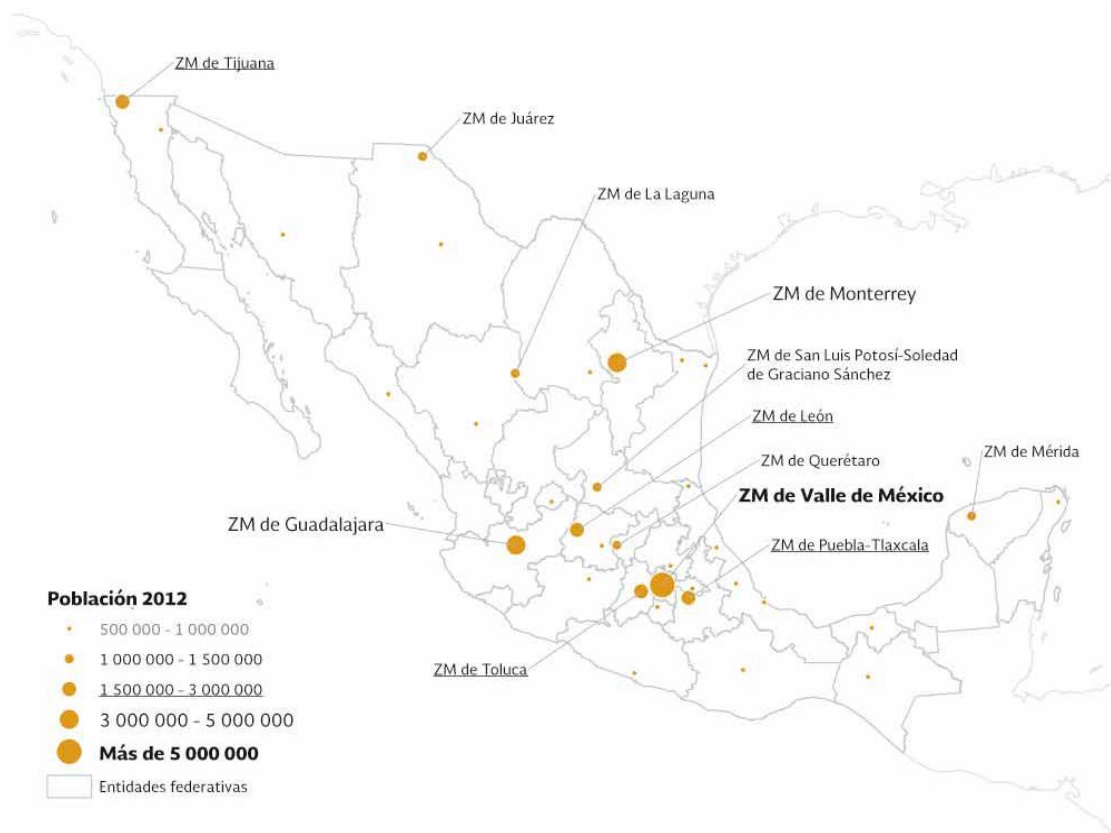 ZM de Tijuana
ZM de Juárez
ZM de La Laguna
ZM de Monterrey
ZM de San Luis Potosí-Soledad
de Graciano Sánchez
ZM de León
ZM de Mérida
ZM de Querétaro
ZM de Valle de México
ZM de Guadalajara
ZM de Puebla-Tlaxcala
ZM de Toluca
Población 2012
500 000 - 1 000 000
1 000 000 - 1 500 000
1 500 000 - 3 000 000
3 000 000 - 5 000 000
Más de 5 000 000
Entidades federativas